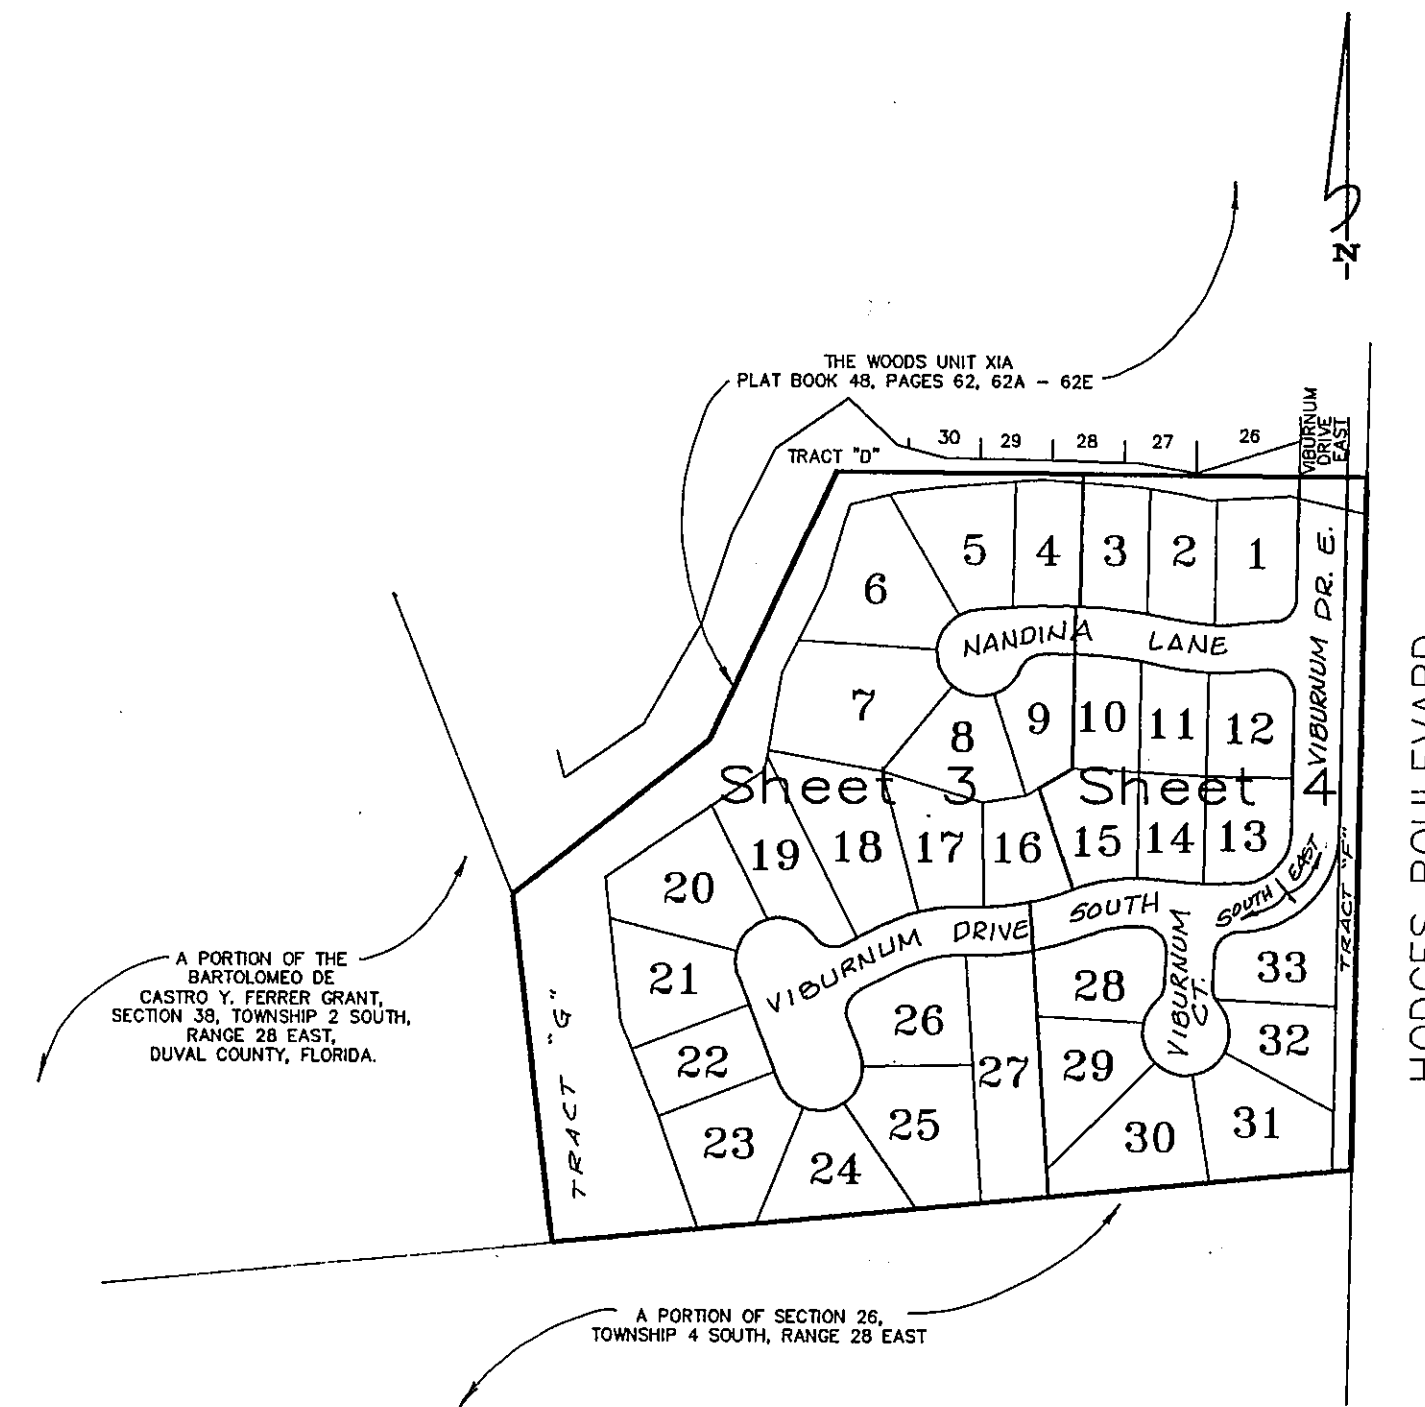 N
THE WOODS UNIT XIA
PLAT BOOK 48, PAGES 62, 62A - 62E
VIBURNUM
DRIVE
EAST
30 29 28 27 26
TRACT "D"
5 4 3 2 1
6
VIBURNUM DR. E.
NANDINA LANE
7 8 9 10 11 12
Sheet 3 Sheet 4
HODGES BOULEVARD
20 19 18 17 16 15 14 13
SOUTH EAST
TRACT "F"
VIBURNUM DRIVE SOUTH
VIBURNUM
CT.
A PORTION OF THE
BARTOLOMEO DE
CASTRO Y. FERRER GRANT,
SECTION 38, TOWNSHIP 2 SOUTH,
RANGE 28 EAST,
DUVAL COUNTY, FLORIDA.
TRACT "G"
21 28 33
22 26 27 29 32
23 24 25 30 31
A PORTION OF SECTION 26,
TOWNSHIP 4 SOUTH, RANGE 28 EAST